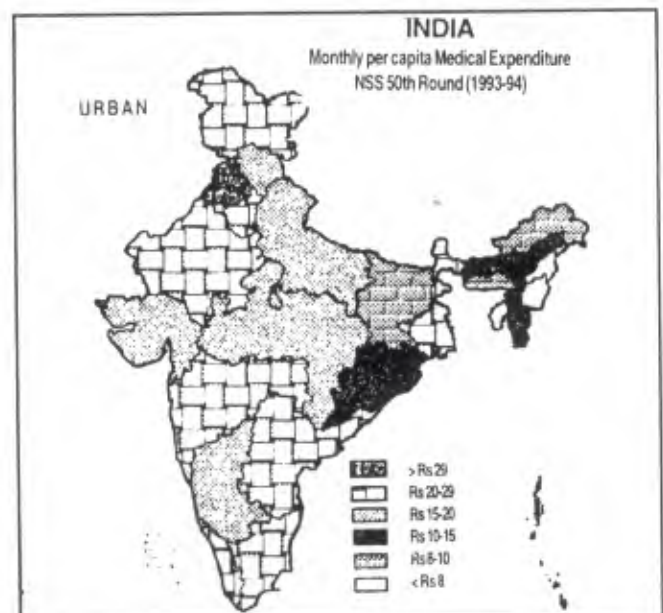 INDIA
Monthly per capita Medical Expenditure
NSS 50th Round (1993-94)
URBAN
> Rs 29
Rs 20-29
Rs 15-20
Rs 10-15
Rs 8-10
< Rs 8